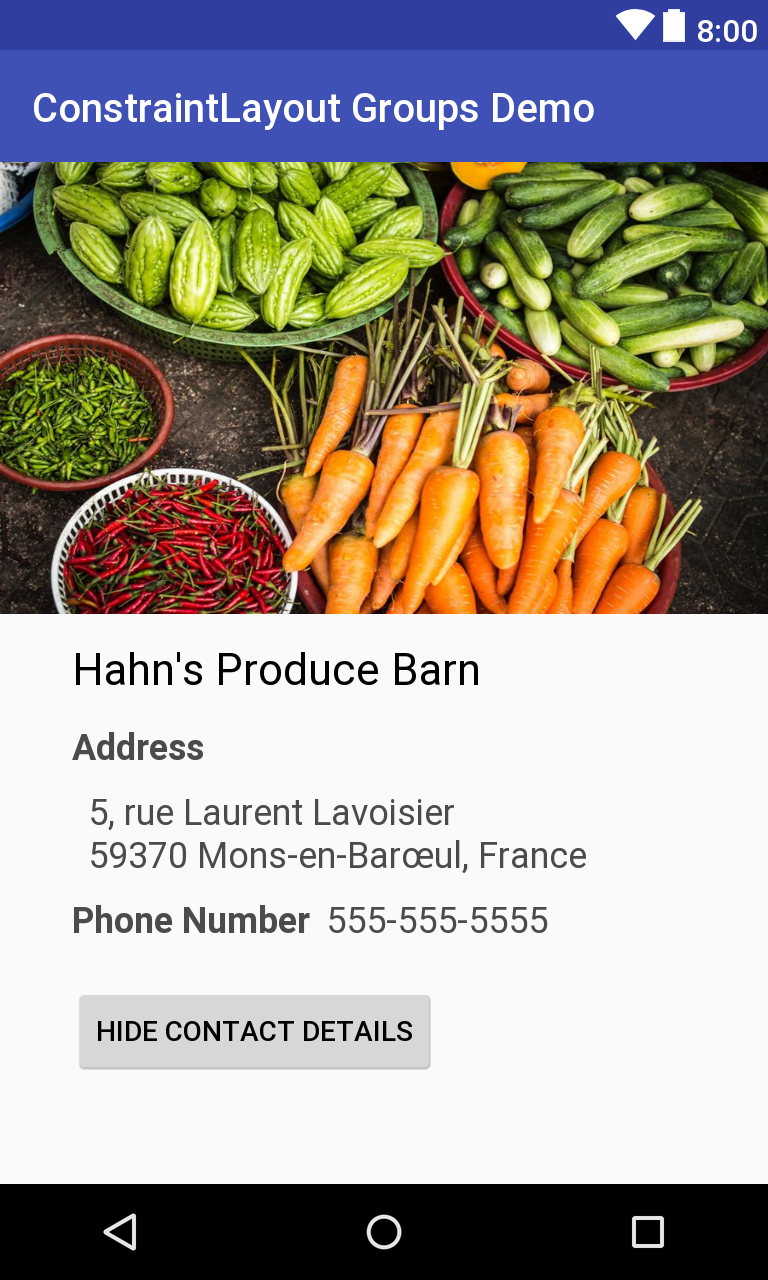 8:00
ConstraintLayout Groups Demo
Hahn's Produce Barn
Address
5, rue Laurent Lavoisier
59370 Mons-en-Barœul, France
Phone Number 555-555-5555
HIDE CONTACT DETAILS